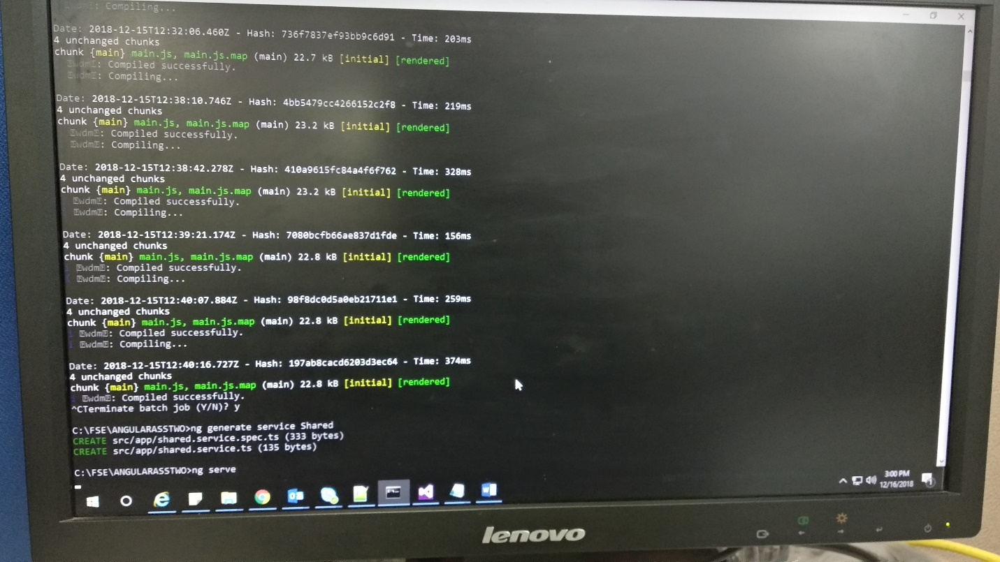 wdm: Compiling...
Date: 2018-12-15T12:32:06.460Z - Hash: 736f7837ef93bb9c6d91 - Time: 203ms
4 unchanged chunks
chunk {main} main.js, main.js.map (main) 22.7 kB [initial] [rendered]
wdm: Compiled successfully.
wdm: Compiling...
Date: 2018-12-15T12:38:10.746Z - Hash: 4bb5479cc4266152c2f8 - Time: 219ms
4 unchanged chunks
chunk {main} main.js, main.js.map (main) 23.2 kB [initial] [rendered]
wdm: Compiled successfully.
wdm: Compiling...
Date: 2018-12-15T12:38:42.278Z - Hash: 410a9615fc84a4f6f762 - Time: 328ms
4 unchanged chunks
chunk {main} main.js, main.js.map (main) 23.2 kB [initial] [rendered]
wdm: Compiled successfully.
wdm: Compiling...
Date: 2018-12-15T12:39:21.174Z - Hash: 7080bcfb66ae837d1fde - Time: 156ms
4 unchanged chunks
chunk {main} main.js, main.js.map (main) 22.8 kB [initial] [rendered]
i wdm: Compiled successfully.
i wdm: Compiling...
Date: 2018-12-15T12:40:07.884Z - Hash: 98f8dc0d5a0eb21711e1 - Time: 259ms
4 unchanged chunks
chunk {main} main.js, main.js.map (main) 22.8 kB [initial] [rendered]
i wdm: Compiled successfully.
i wdm: Compiling...
Date: 2018-12-15T12:40:16.727Z - Hash: 197ab8cacd6203d3ec64 - Time: 374ms
4 unchanged chunks
chunk {main} main.js, main.js.map (main) 22.8 kB [initial] [rendered]
i wdm: Compiled successfully.
^CTerminate batch job (Y/N)? y
C:\FSE\ANGULARASSTWO>ng generate service Shared
CREATE src/app/shared.service.spec.ts (333 bytes)
CREATE src/app/shared.service.ts (135 bytes)
C:\FSE\ANGULARASSTWO>ng serve
3:00 PM
12/16/2018
1
lenovo